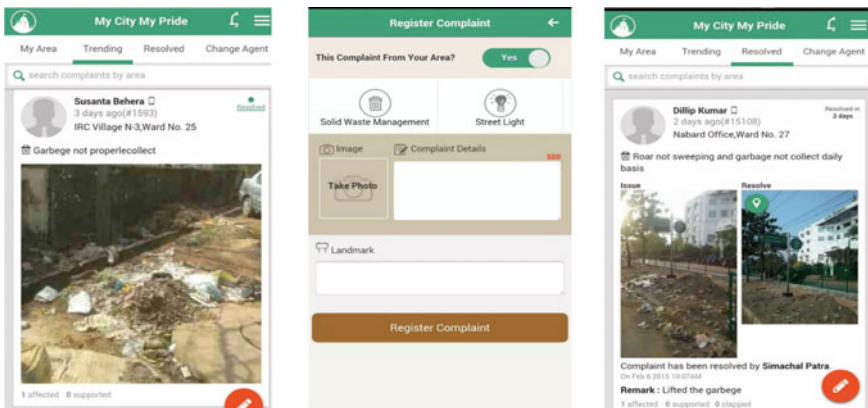 My City My Pride
My Area Trending Resolved Change Agent
search complaints by area
Susanta Behera
3 days ago(#1593)
IRC Village N-3,Ward No. 25
Resolved
Garbege not properlecollect
1 affected 0 supported
Register Complaint
This Complaint From Your Area? Yes
Solid Waste Management Street Light
Image Complaint Details
500
Take Photo
Landmark
Register Complaint
My City My Pride
My Area Trending Resolved Change Agent
search complaints by area
Dillip Kumar
2 days ago(#15108)
Nabard Office,Ward No. 27
Resolved in
2 days
Roar not sweeping and garbage not collect daily
basis
Issue Resolve
Complaint has been resolved by Simachal Patra.
On Feb 6 2015 10:07AM
Remark : Lifted the garbege
1 affected 0 supported 0 clapped